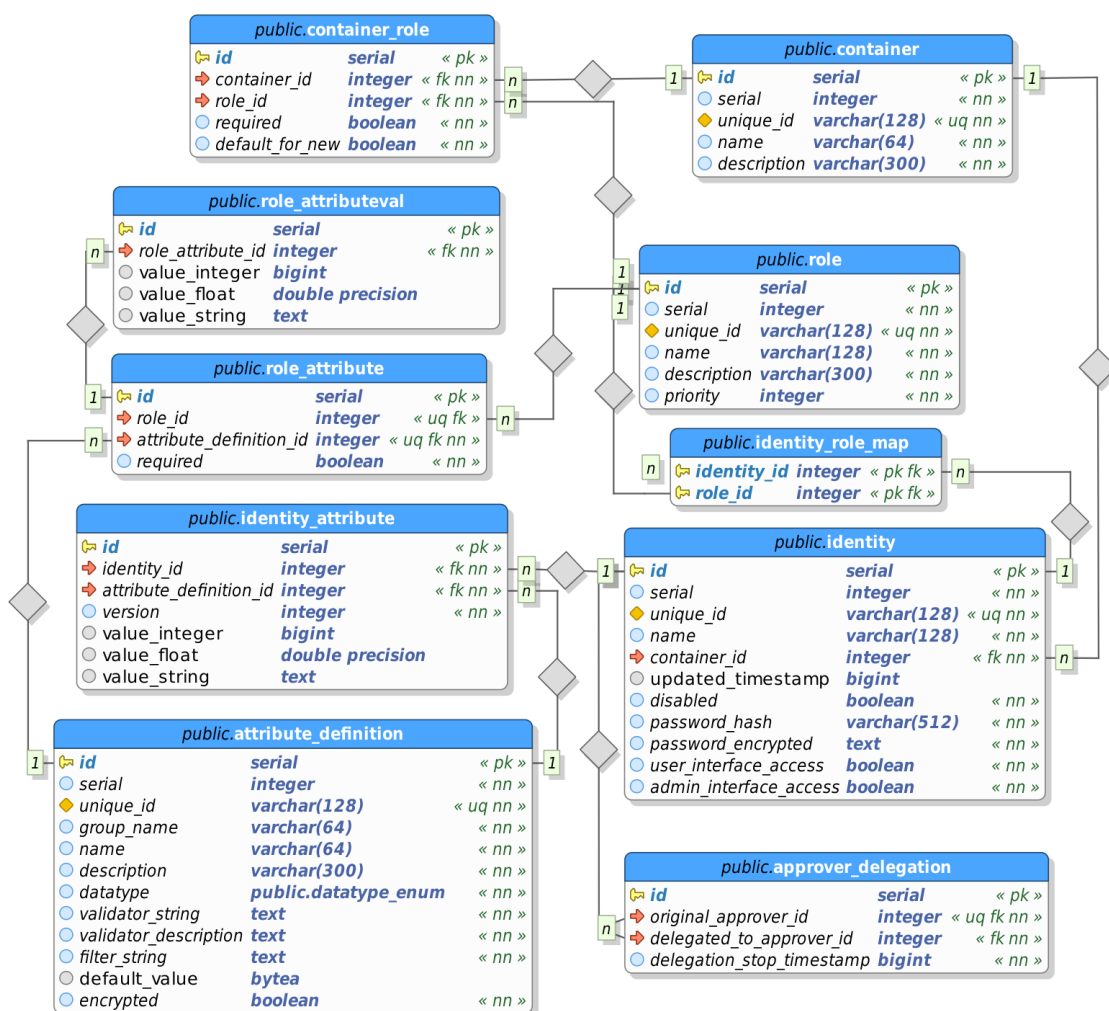 public.container_role
id serial « pk »
container_id integer « fk nn »
role_id integer « fk nn »
required boolean « nn »
default_for_new boolean « nn »
n
n
1
public.container
id serial « pk »
serial integer « nn »
unique_id varchar(128) « uq nn »
name varchar(64) « nn »
description varchar(300) « nn »
1
public.role_attributeval
id serial « pk »
role_attribute_id integer « fk nn »
value_integer bigint
value_float double precision
value_string text
n
1
1
1
public.role
id serial « pk »
serial integer « nn »
unique_id varchar(128) « uq nn »
name varchar(128) « nn »
description varchar(300) « nn »
priority integer « nn »
public.role_attribute
id serial « pk »
role_id integer « uq fk »
attribute_definition_id integer « uq fk nn »
required boolean « nn »
1
n
n
public.identity_role_map
identity_id integer « pk fk »
role_id integer « pk fk »
n
n
public.identity_attribute
id serial « pk »
identity_id integer « fk nn »
attribute_definition_id integer « fk nn »
version integer « nn »
value_integer bigint
value_float double precision
value_string text
n
n
1
public.identity
id serial « pk »
serial integer « nn »
unique_id varchar(128) « uq nn »
name varchar(128) « nn »
container_id integer « fk nn »
updated_timestamp bigint
disabled boolean « nn »
password_hash varchar(512) « nn »
password_encrypted text « nn »
user_interface_access boolean « nn »
admin_interface_access boolean « nn »
1
n
public.attribute_definition
id serial « pk »
serial integer « nn »
unique_id varchar(128) « uq nn »
group_name varchar(64) « nn »
name varchar(64) « nn »
description varchar(300) « nn »
datatype public.datatype_enum « nn »
validator_string text « nn »
validator_description text « nn »
filter_string text « nn »
default_value bytea
encrypted boolean « nn »
1
1
public.approver_delegation
id serial « pk »
original_approver_id integer « uq fk nn »
delegated_to_approver_id integer « fk nn »
delegation_stop_timestamp bigint « nn »
n